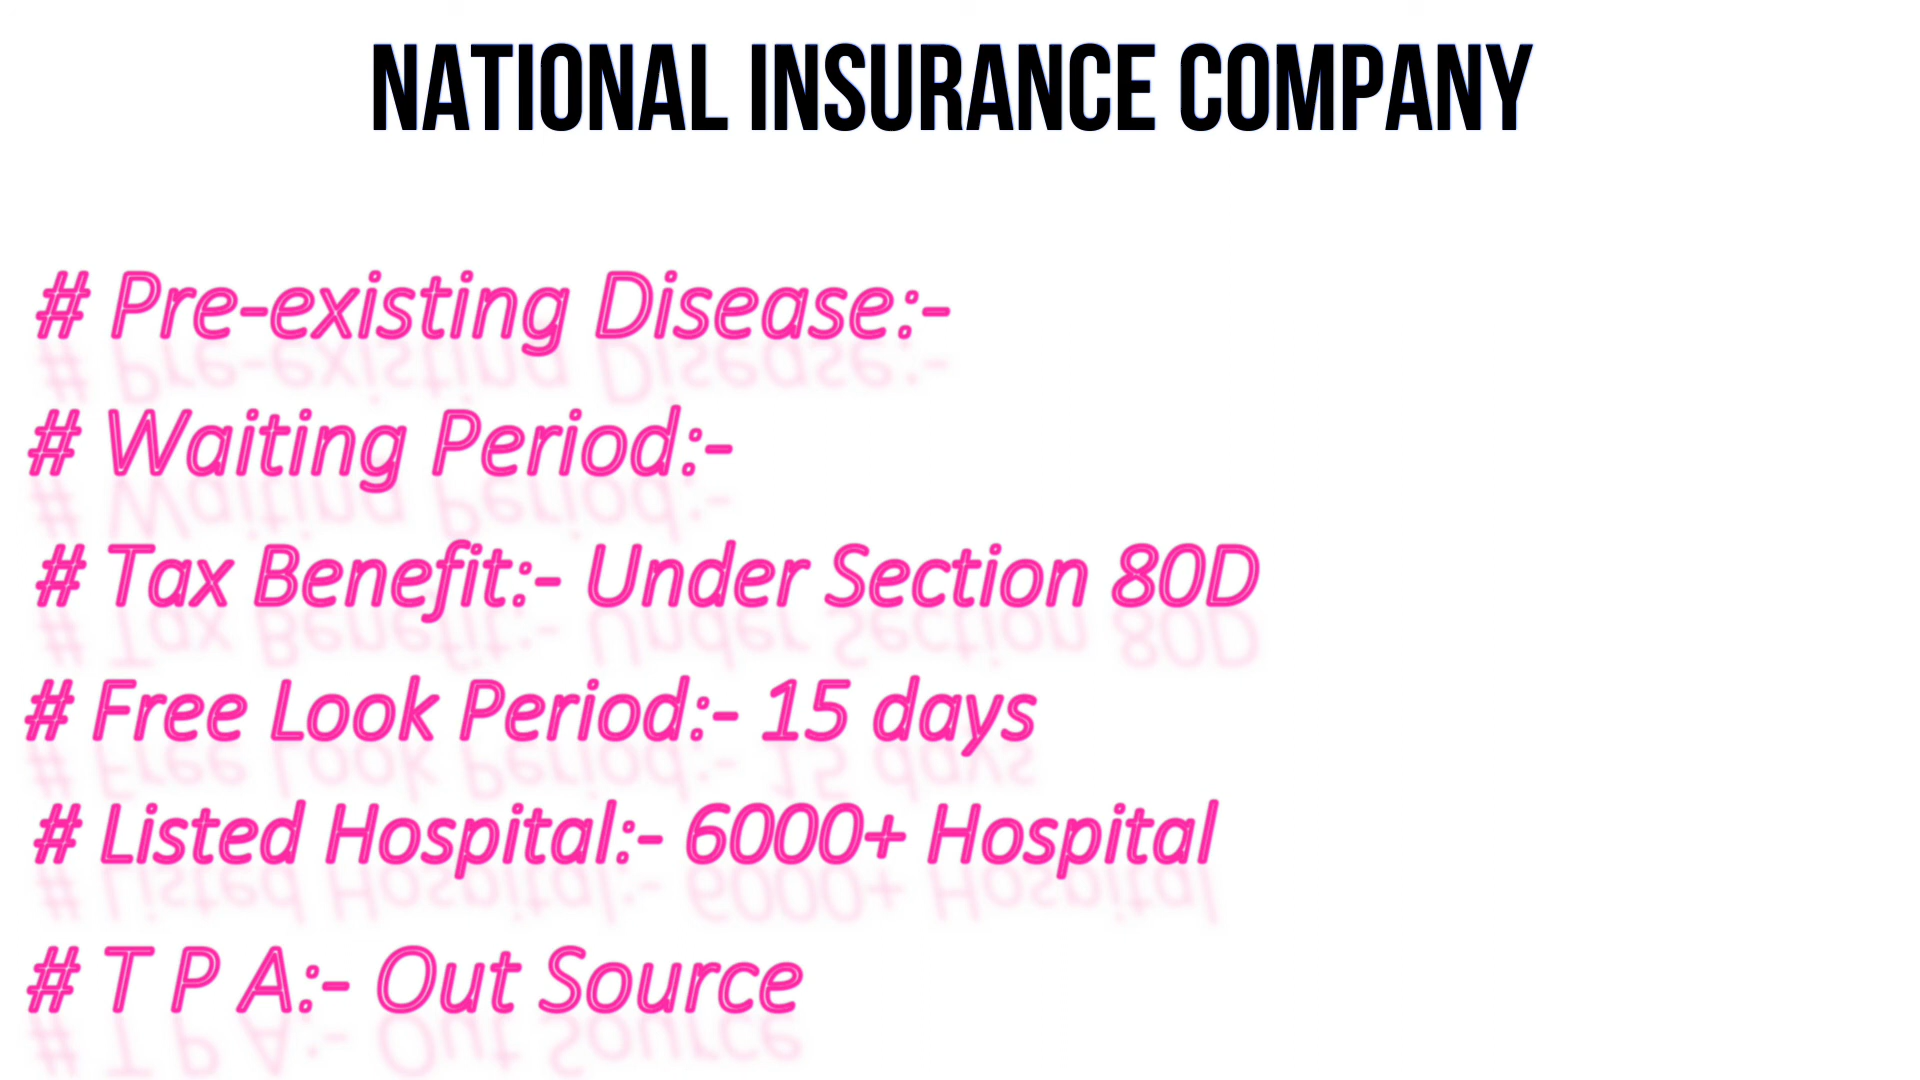 NATIONAL INSURANCE COMPANY
# Pre-existing Disease:-
# Waiting Period:-
# Tax Benefit:- Under Section 80D
# Free Look Period:- 15 days
# Listed Hospital:- 6000+ Hospital
# T P A:- Out Source